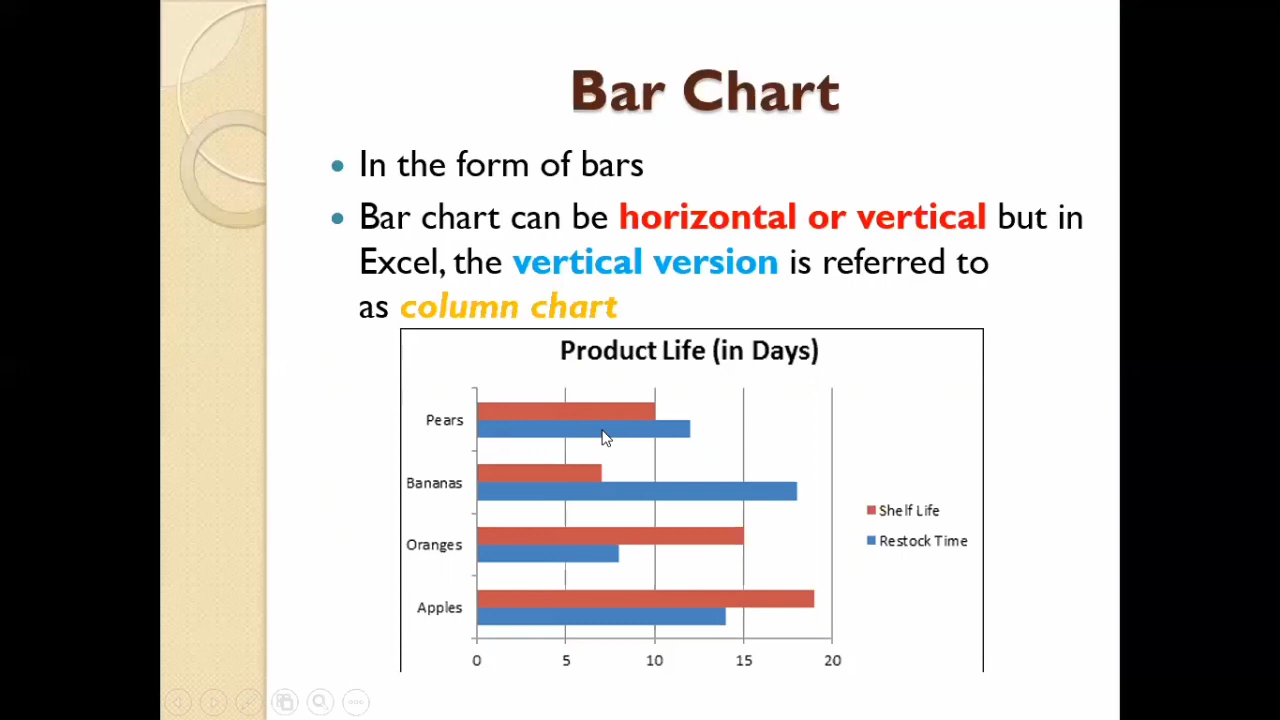 Bar Chart
In the form of bars
Bar chart can be horizontal or vertical but in
Excel, the vertical version is referred to
as column chart
Product Life (in Days)
Pears
Bananas
Oranges
Apples
Shelf Life
Restock Time
0 5 10 15 20